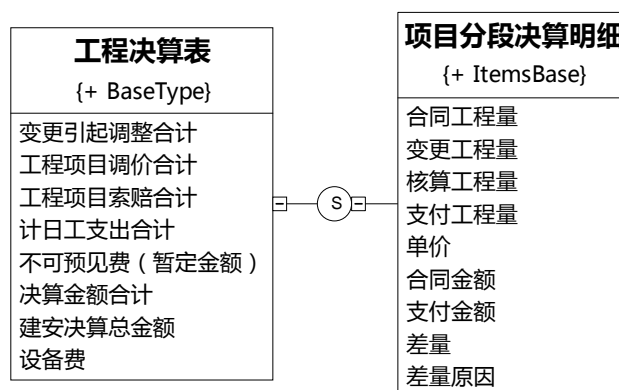 工程决算表
{+ BaseType}
变更引起调整合计
工程项目调价合计
工程项目索赔合计
计日工支出合计
不可预见费（暂定金额）
决算金额合计
建安决算总金额
设备费
S
项目分段决算明细
{+ ItemsBase}
合同工程量
变更工程量
核算工程量
支付工程量
单价
合同金额
支付金额
差量
差量原因